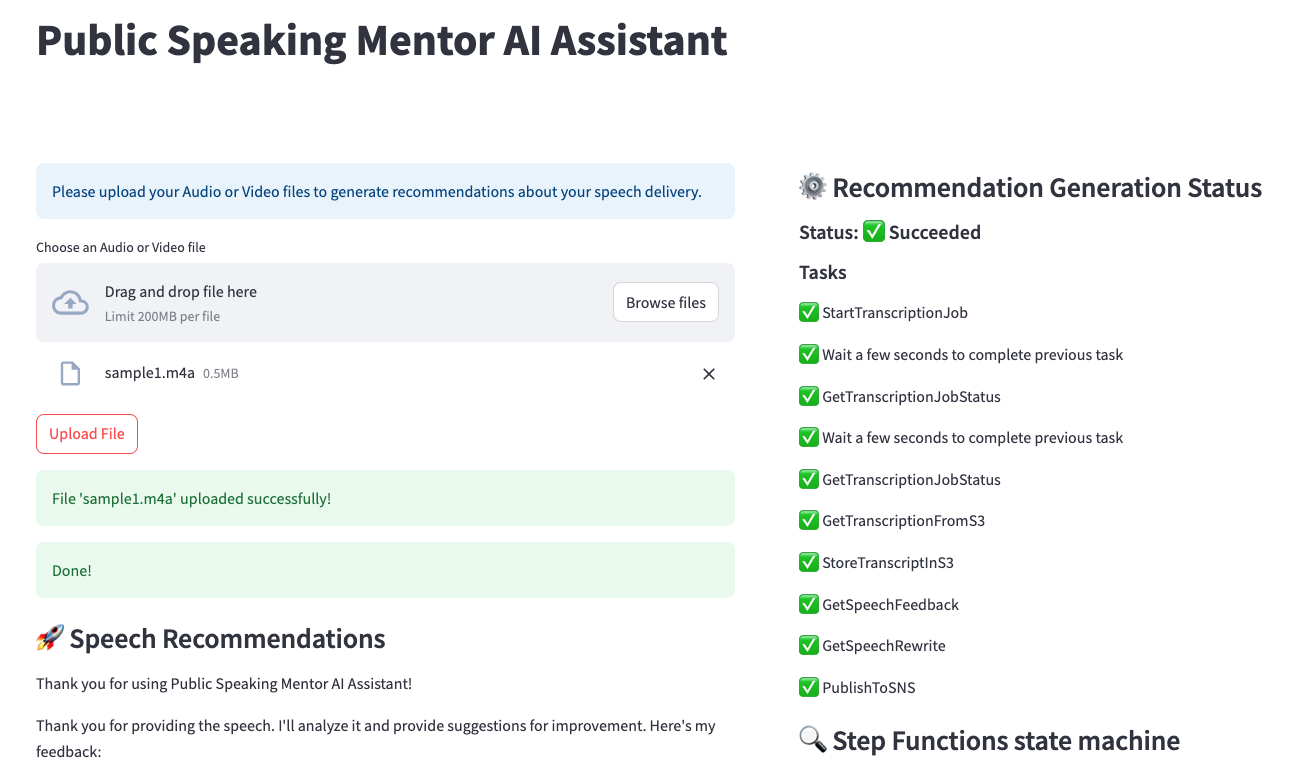 Public Speaking Mentor AI Assistant
Please upload your Audio or Video files to generate recommendations about your speech delivery.
Choose an Audio or Video file
Drag and drop file here
Limit 200MB per file
Browse files
sample1.m4a 0.5MB
Upload File
File 'sample1.m4a' uploaded successfully!
Done!
Speech Recommendations
Thank you for using Public Speaking Mentor AI Assistant!
Thank you for providing the speech. I'll analyze it and provide suggestions for improvement. Here's my
feedback:
Recommendation Generation Status
Status: Succeeded
Tasks
StartTranscriptionJob
Wait a few seconds to complete previous task
GetTranscriptionJobStatus
Wait a few seconds to complete previous task
GetTranscriptionJobStatus
GetTranscriptionFromS3
StoreTranscriptInS3
GetSpeechFeedback
GetSpeechRewrite
PublishToSNS
Step Functions state machine